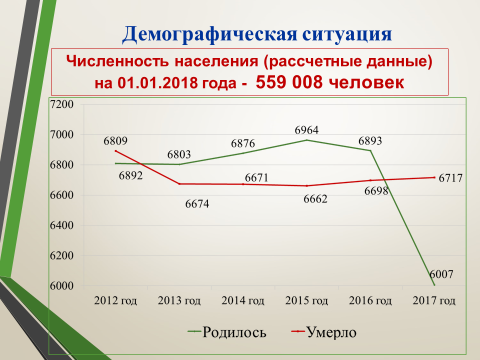 Демографическая ситуация
Численность населения (рассчетные данные)
на 01.01.2018 года - 559 008 человек
7200
7000
6800
6600
6400
6200
6000
6809
6892
6803
6674
6876
6671
6964
6662
6893
6698
6717
6007
2012 год
2013 год
2014 год
2015 год
2016 год
2017 год
Родилось
Умерло